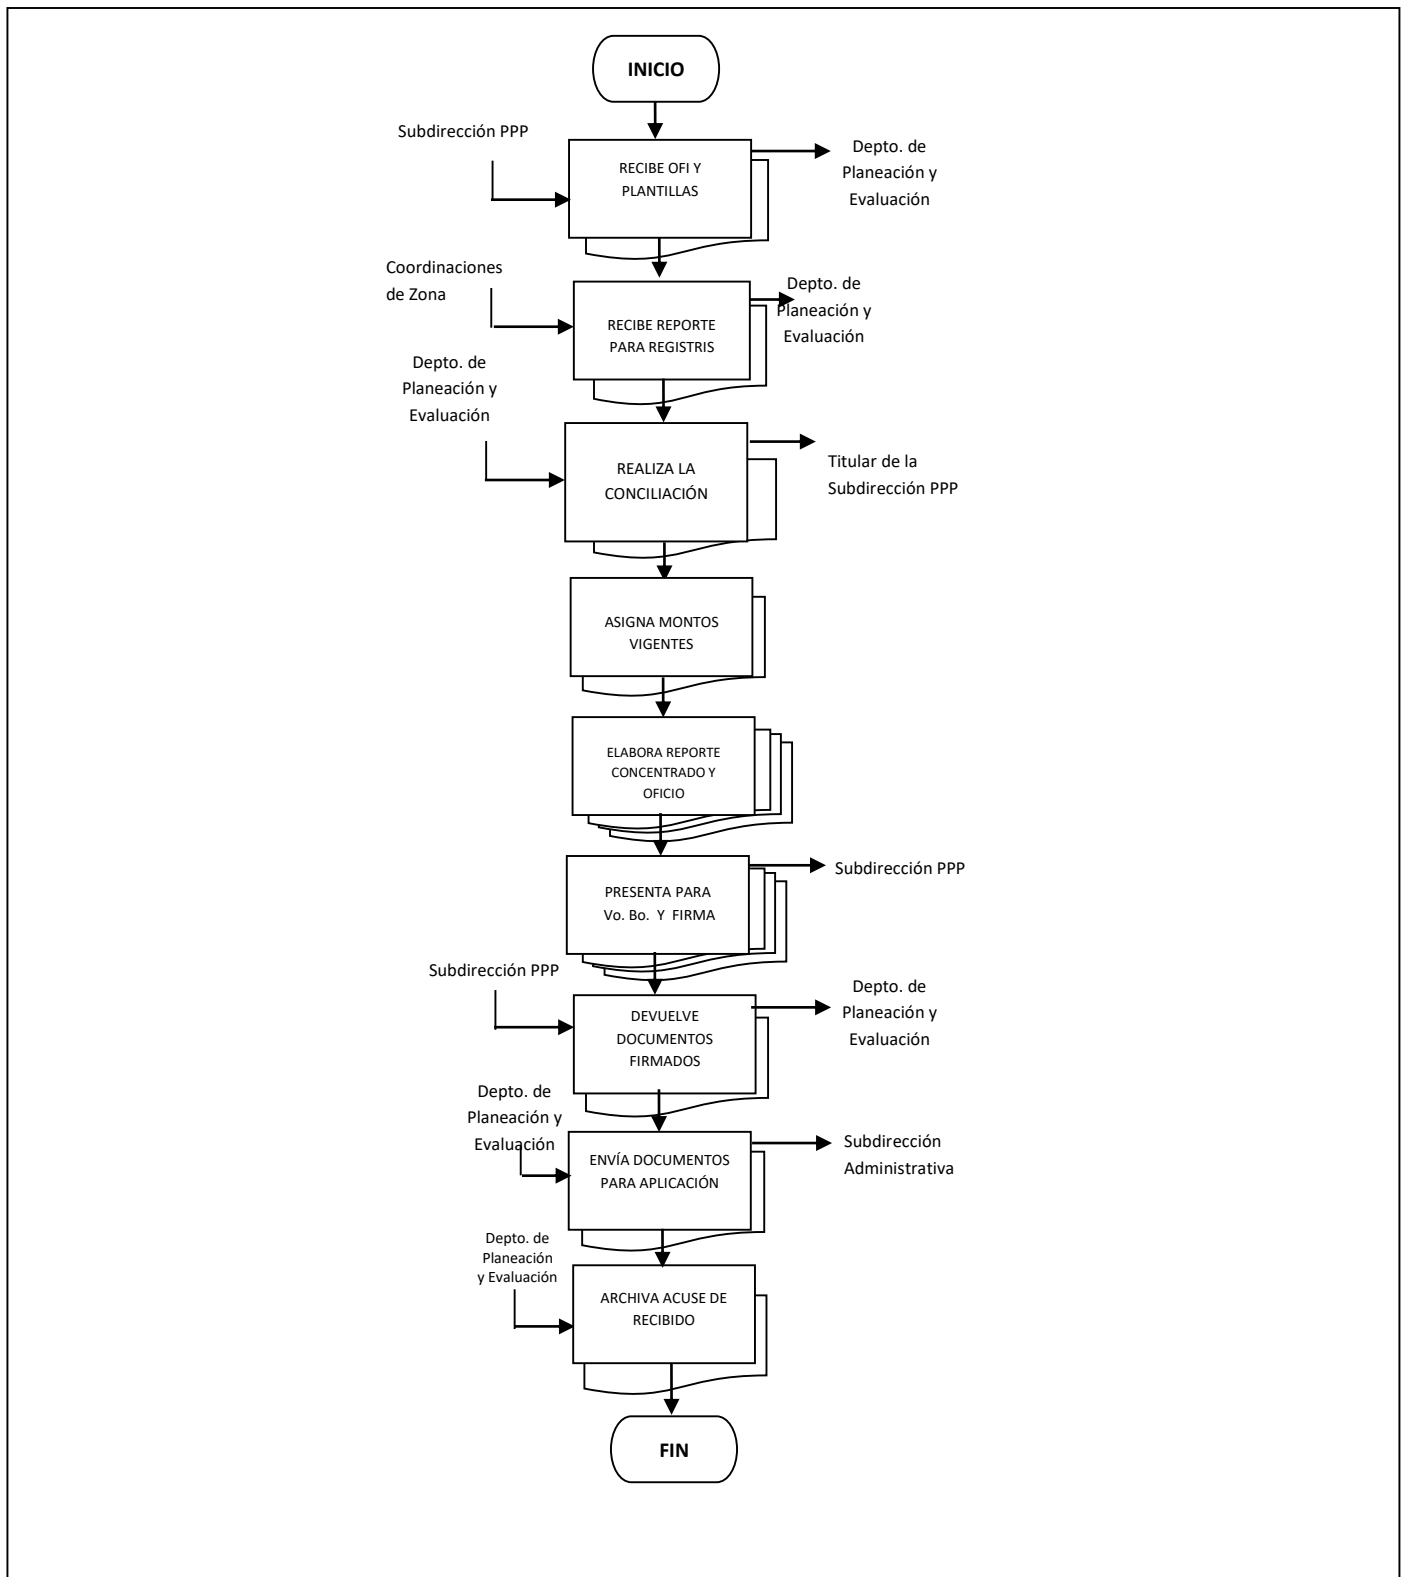 INICIO
Subdirección PPP
RECIBE OFI Y
PLANTILLAS
Depto. de
Planeación y
Evaluación
Coordinaciones
de Zona
RECIBE REPORTE
PARA REGISTRIS
Depto. de
Planeación y
Evaluación
Depto. de
Planeación y
Evaluación
REALIZA LA
CONCILIACIÓN
Titular de la
Subdirección PPP
ASIGNA MONTOS
VIGENTES
ELABORA REPORTE
CONCENTRADO Y
OFICIO
PRESENTA PARA
Vo. Bo. Y FIRMA
Subdirección PPP
Subdirección PPP
DEVUELVE
DOCUMENTOS
FIRMADOS
Depto. de
Planeación y
Evaluación
Depto. de
Planeación y
Evaluación
ENVÍA DOCUMENTOS
PARA APLICACIÓN
Subdirección
Administrativa
Depto. de
Planeación
y Evaluación
ARCHIVA ACUSE DE
RECIBIDO
FIN